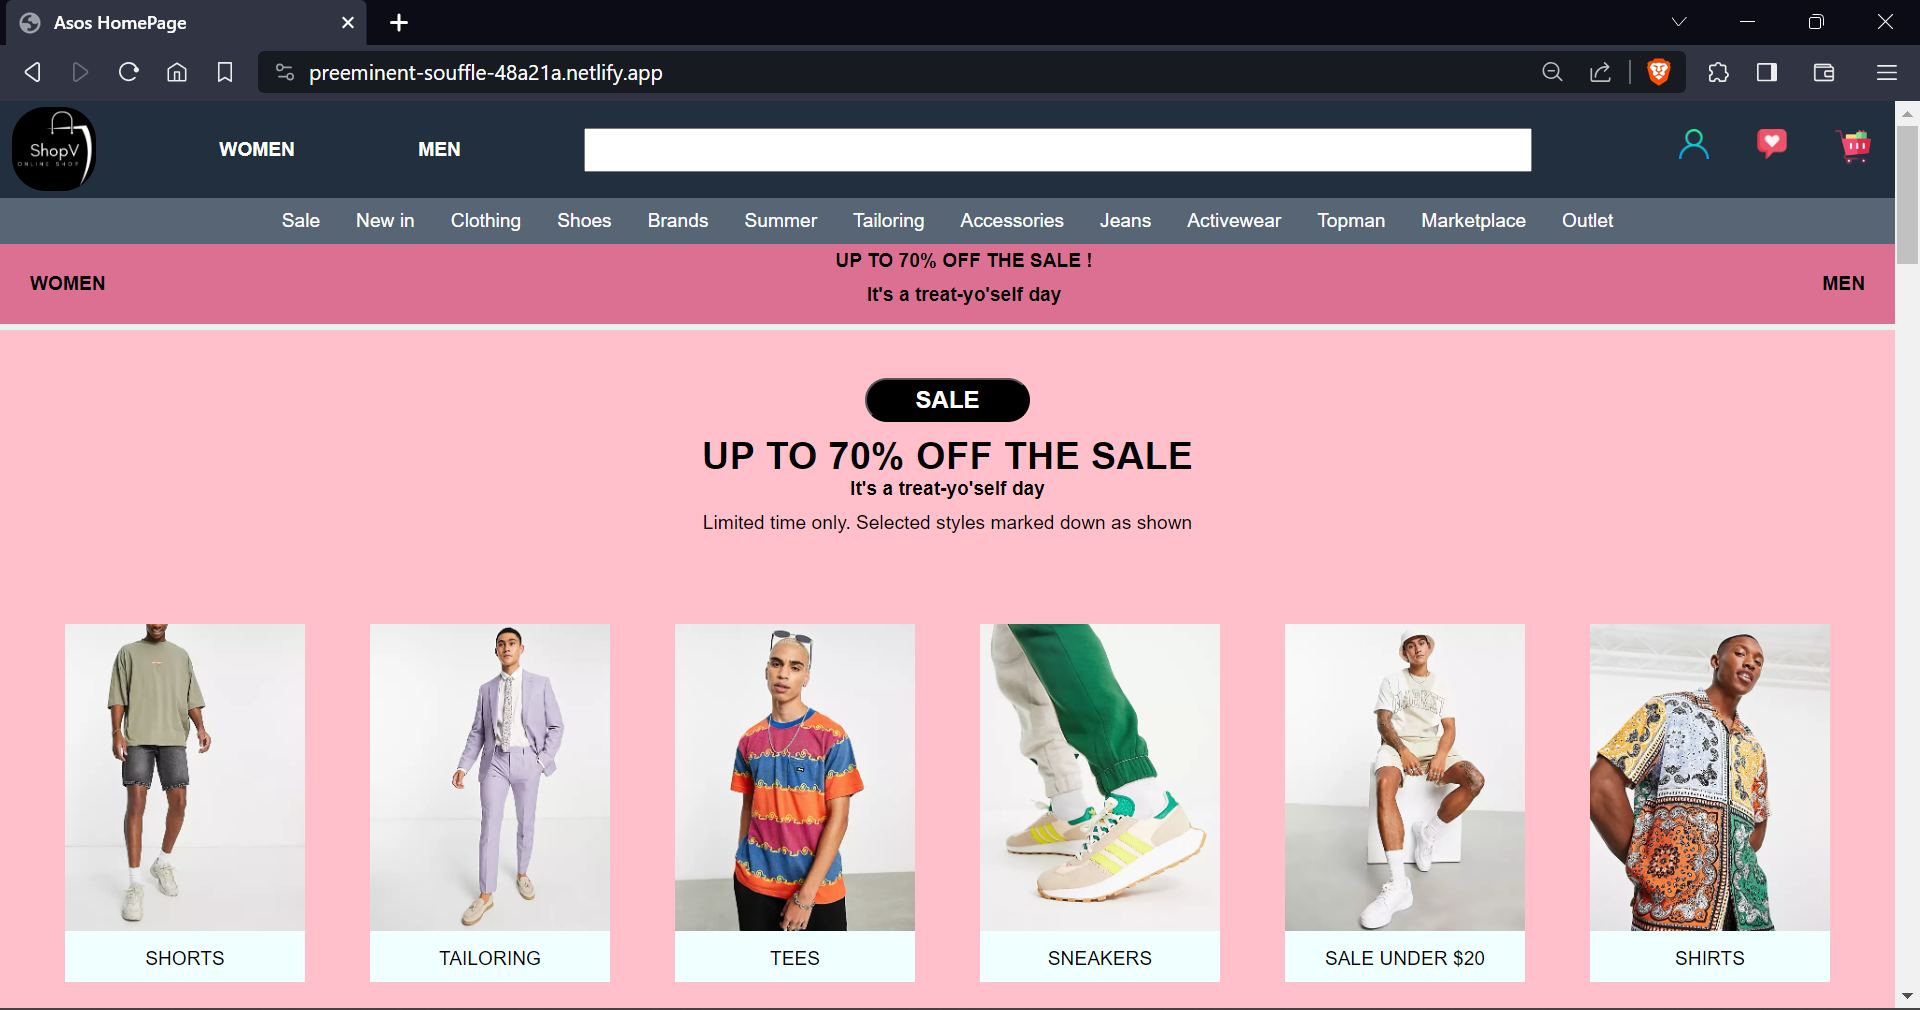 Asos HomePage
preeminent-souffle-48a21a.netlify.app
ShopV
ONLINE SHOP
WOMEN MEN
Sale New in Clothing Shoes Brands Summer Tailoring Accessories Jeans Activewear Topman Marketplace Outlet
UP TO 70% OFF THE SALE !
WOMEN MEN
It's a treat-yo'self day
SALE
UP TO 70% OFF THE SALE
It's a treat-yo'self day
Limited time only. Selected styles marked down as shown
SHORTS TAILORING TEES SNEAKERS SALE UNDER $20 SHIRTS